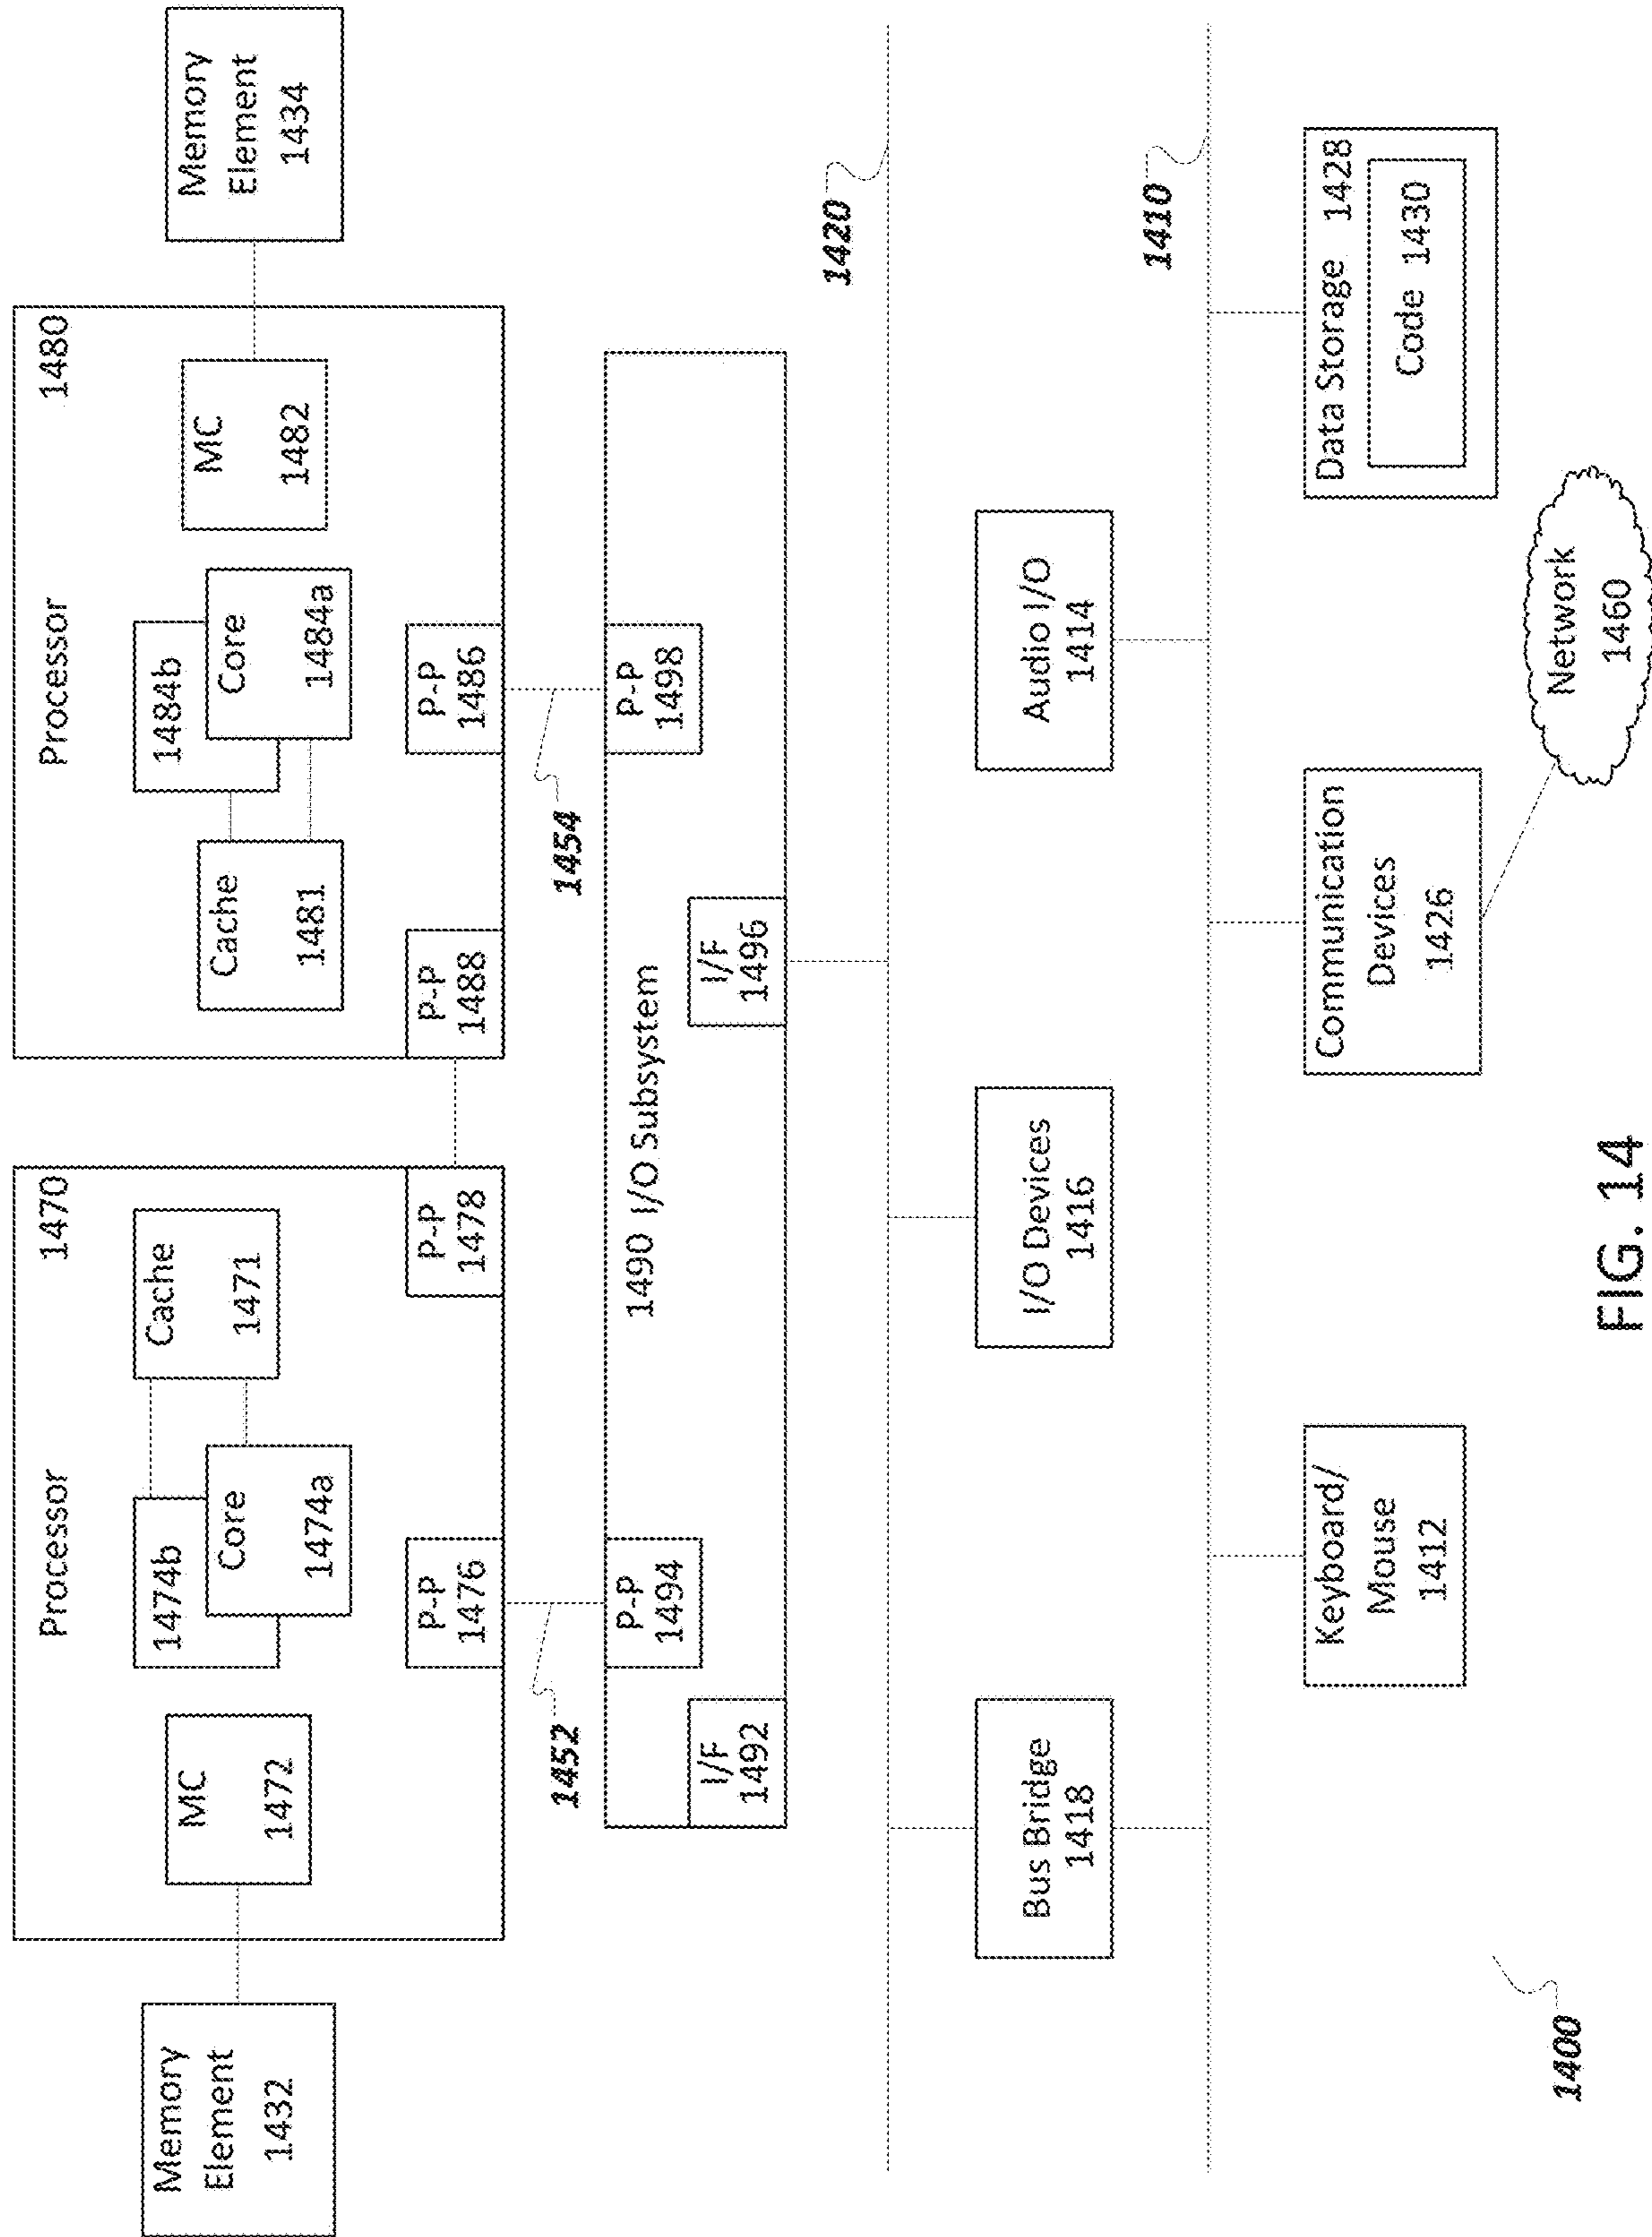 Processor
1470
MC
1472
1474b
Core
1474a
Cache
1471
P-P
1476
P-P
1478
Memory
Element
1432
Processor
1480
Cache
1481
1484b
Core
1484a
MC
1482
P-P
1488
P-P
1486
Memory
Element
1434
1452
1454
1490 I/O Subsystem
P-P
1494
P-P
1498
I/F
1492
I/F
1496
1420
Bus Bridge
1418
I/O Devices
1416
Audio I/O
1414
1410
Keyboard/
Mouse
1412
Communication
Devices
1426
Data Storage 1428
Code 1430
Network
1460
1400
FIG. 14